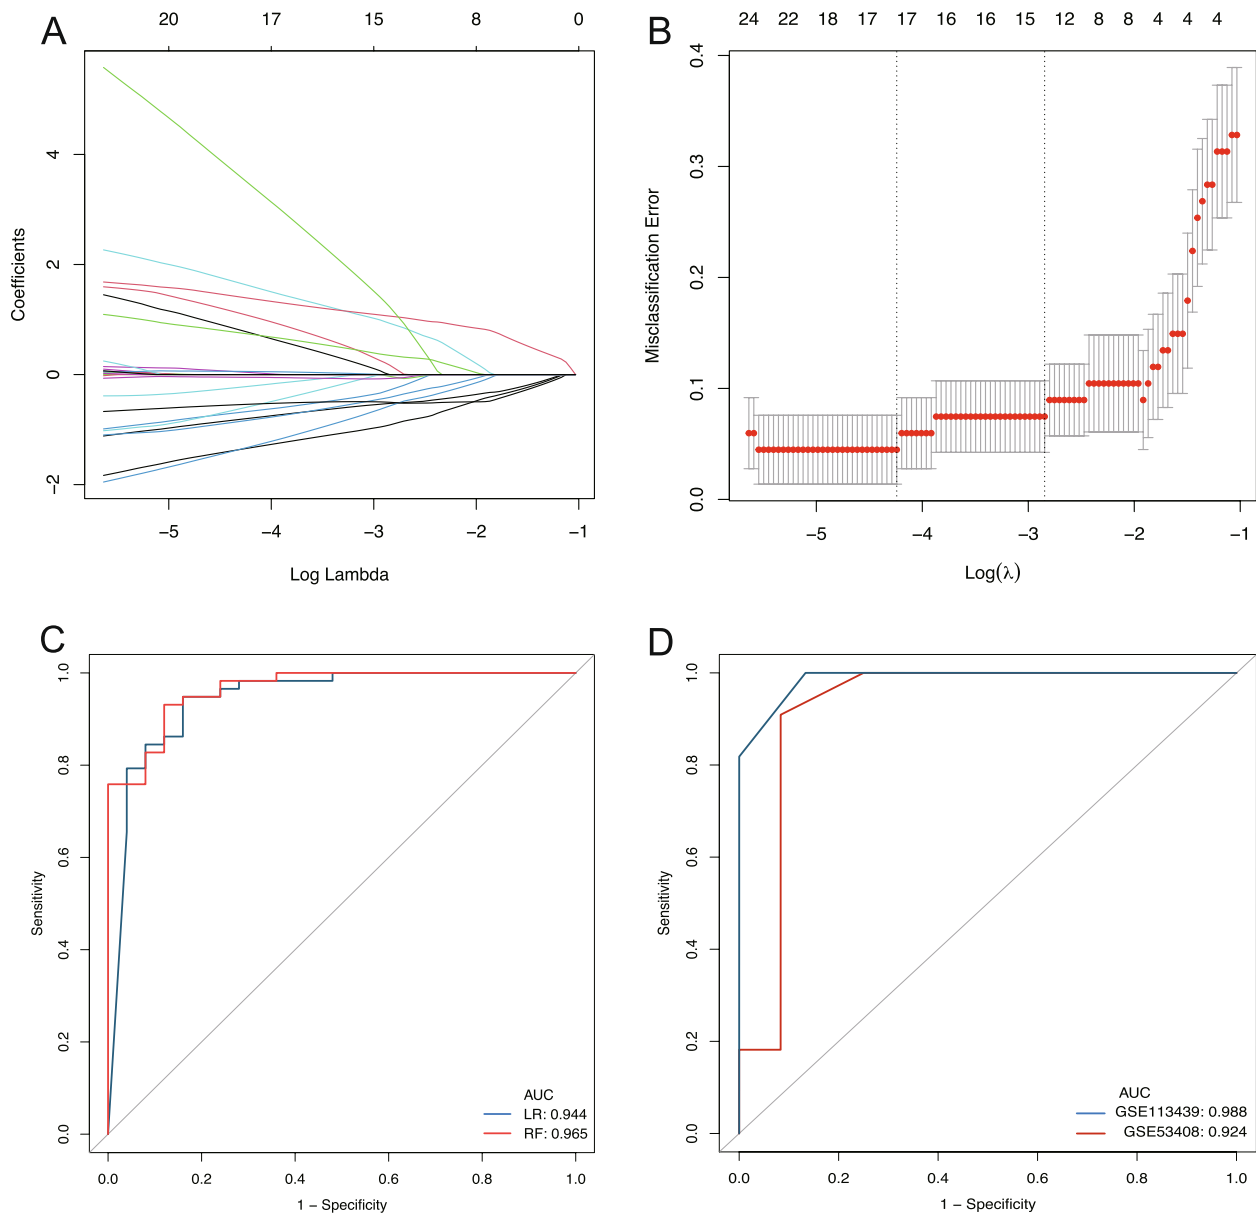 A
20 17 15 8 0
4
2
0
−2
Coefficients
−5 −4 −3 −2 −1
Log Lambda
B
24 22 18 17 17 16 16 15 12 8 8 4 4 4
0.4
0.3
0.2
0.1
0.0
Misclassification Error
−5 −4 −3 −2 −1
Log(λ)
C
1.0
0.8
0.6
0.4
0.2
0.0
Sensitivity
AUC
LR: 0.944
RF: 0.965
0.0 0.2 0.4 0.6 0.8 1.0
1 − Specificity
D
1.0
0.8
0.6
0.4
0.2
0.0
Sensitivity
AUC
GSE113439: 0.988
GSE53408: 0.924
0.0 0.2 0.4 0.6 0.8 1.0
1 − Specificity